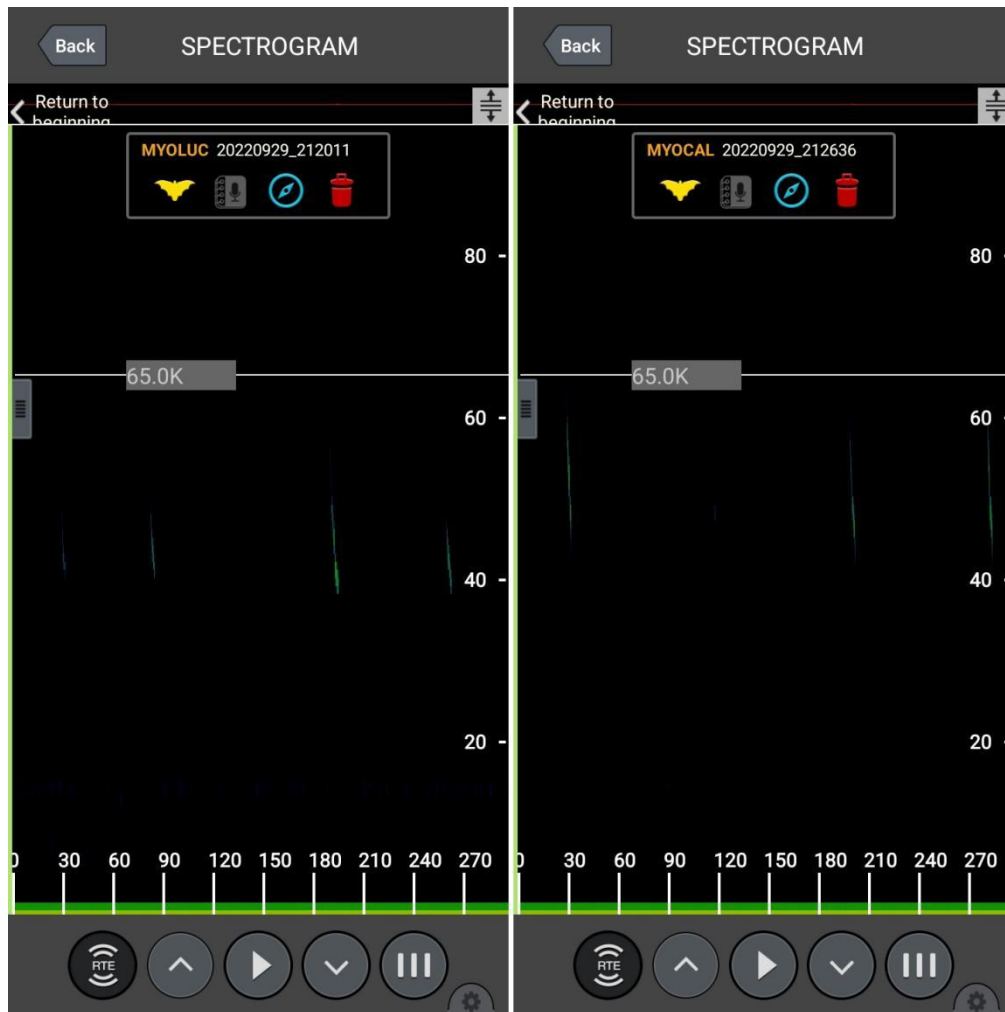 Back
SPECTROGRAM
Return to
beginning
MYOLUC 20220929_212011
80
65.0K
60
40
20
0 30 60 90 120 150 180 210 240 270
RTE
Back
SPECTROGRAM
Return to
beginning
MYOCAL 20220929_212636
80
65.0K
60
40
20
0 30 60 90 120 150 180 210 240 270
RTE